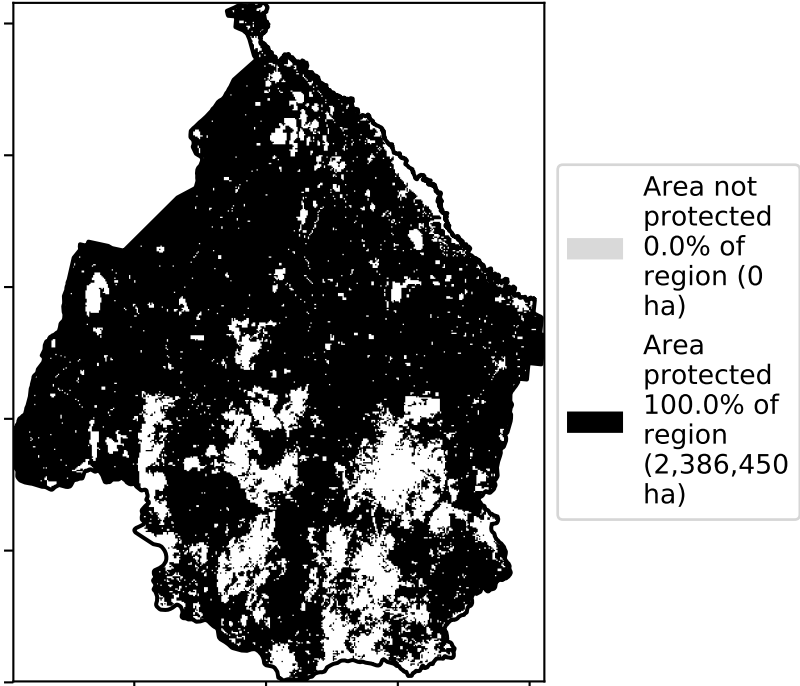 Area not
protected
0.0% of
region (0
ha)
Area
protected
100.0% of
region
(2,386,450
ha)